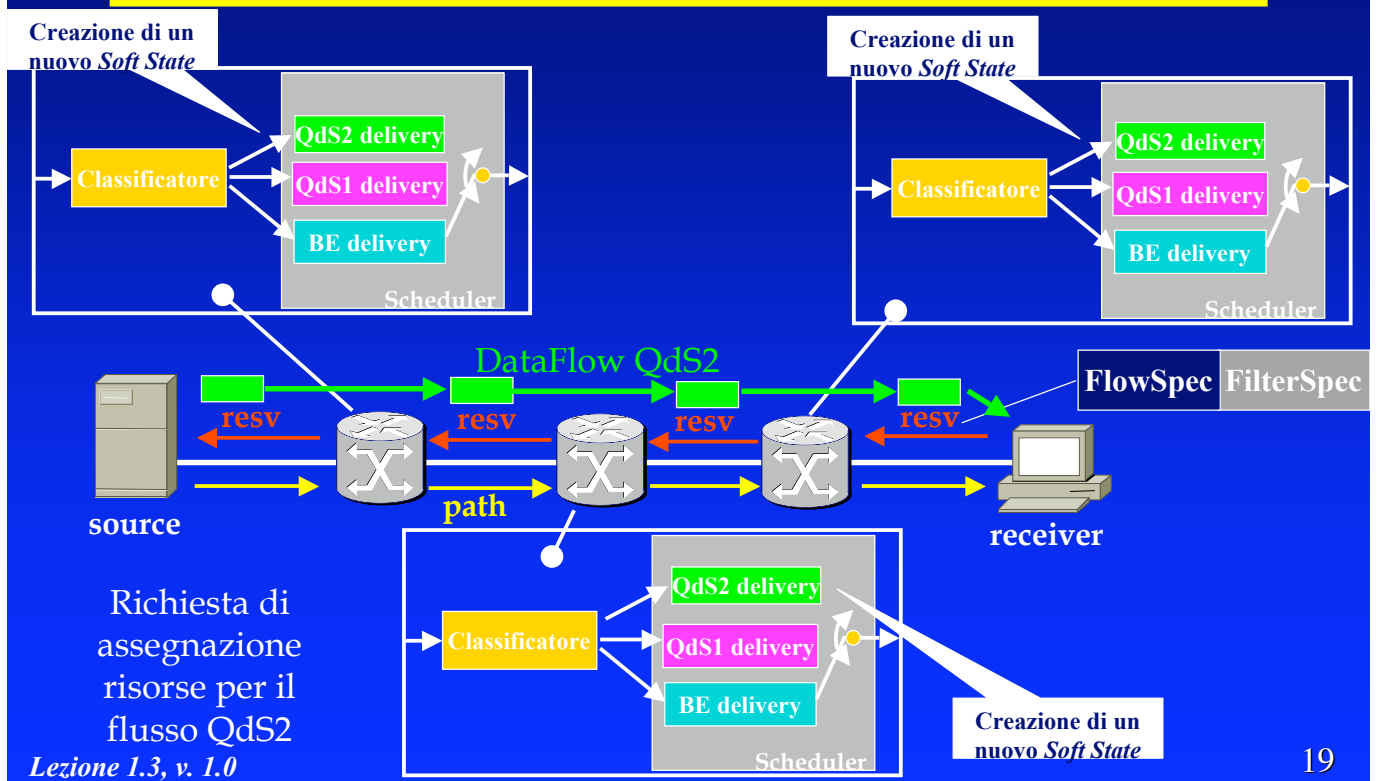 Creazione di un
nuovo Soft State
QdS2 delivery
Classificatore
QdS1 delivery
BE delivery
Scheduler
Creazione di un
nuovo Soft State
QdS2 delivery
Classificatore
QdS1 delivery
BE delivery
Scheduler
DataFlow QdS2
FlowSpec FilterSpec
resv
resv
resv
resv
path
source
receiver
Richiesta di
assegnazione
risorse per il
flusso QdS2
QdS2 delivery
Classificatore
QdS1 delivery
BE delivery
Scheduler
Creazione di un
nuovo Soft State
Lezione 1.3, v. 1.0
19